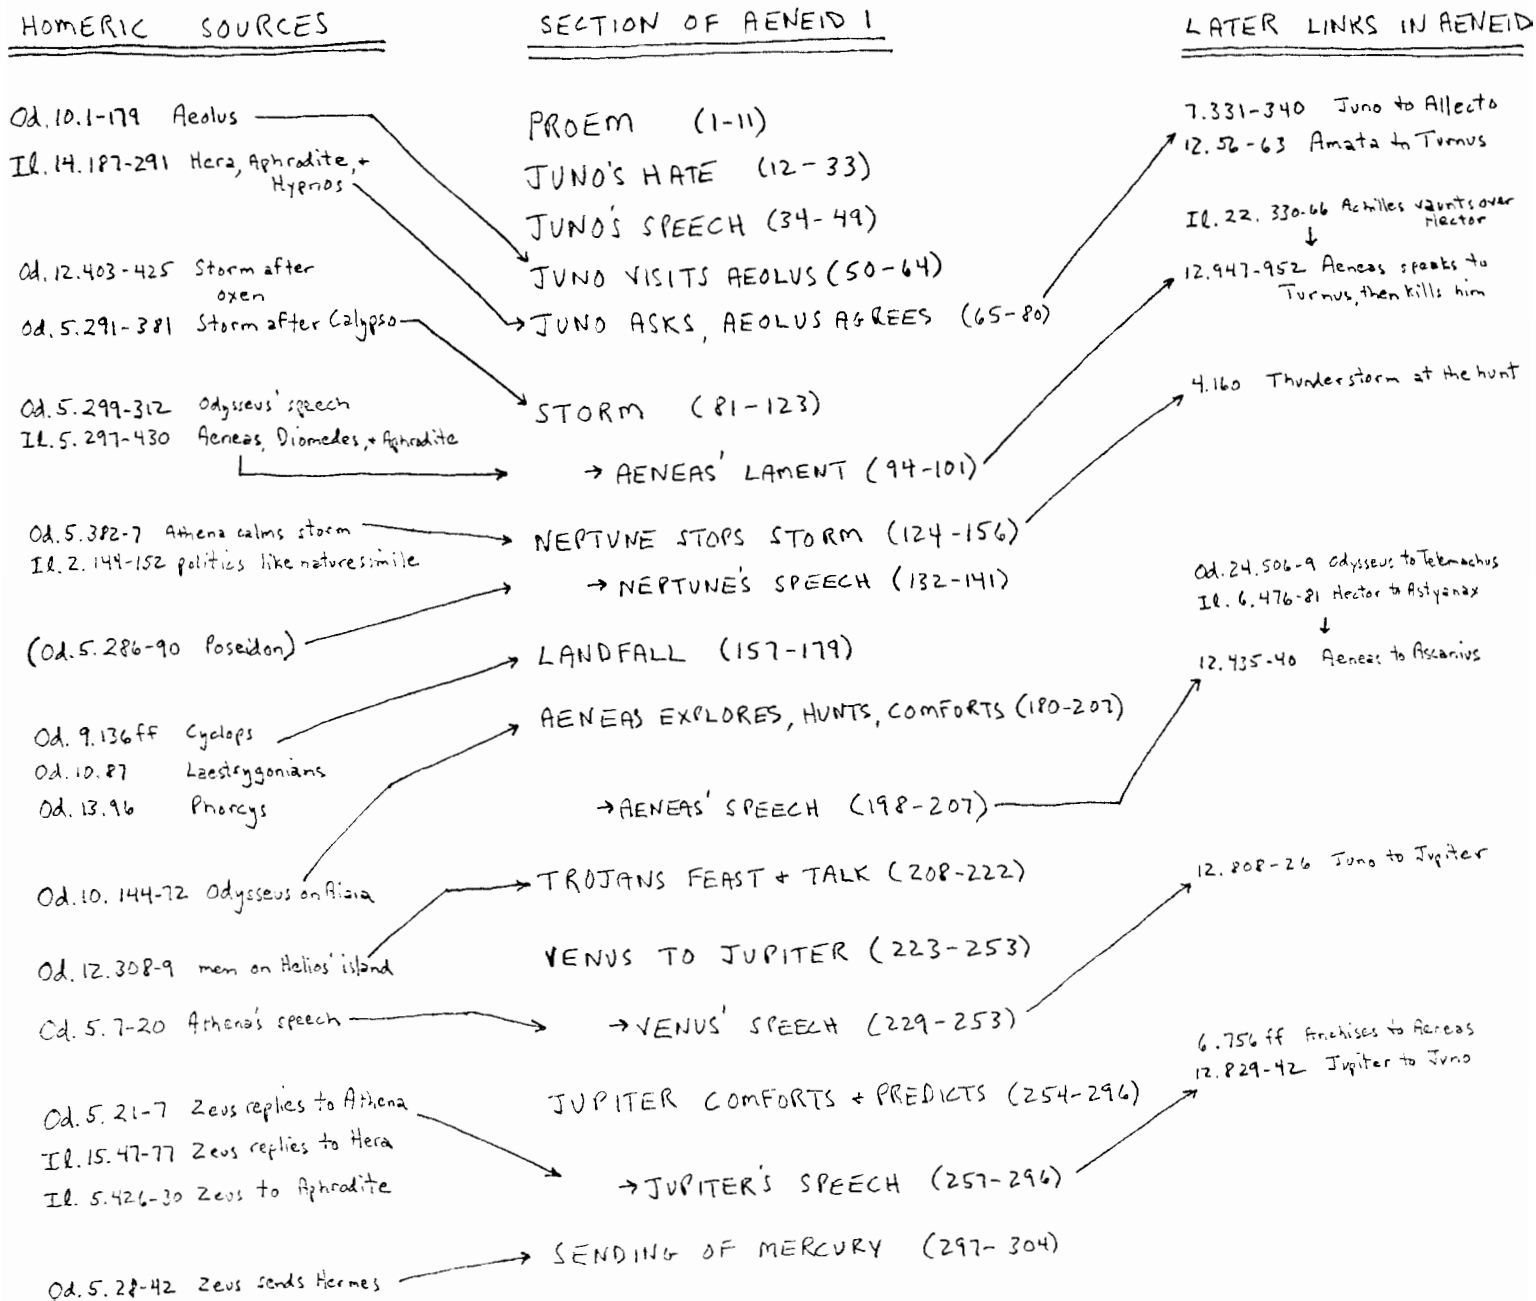 HOMERIC SOURCES
Od. 10.1-179 Aeolus
Il. 14.187-291 Hera, Aphrodite, +
Hypnos
Od. 12.403-425 Storm after
oxen
Od. 5.291-381 Storm after Calypso
Od. 5.299-312 Odysseus' speech
Il. 5.297-430 Aeneas, Diomedes, + Aphrodite
Od. 5.382-7 Athena calms storm
Il. 2.144-152 politics like nature simile
(Od. 5.286-90 Poseidon)
Od. 9.136ff Cyclops
Od. 10.87 Laestrygonians
Od. 13.96 Phorcys
Od. 10.144-72 Odysseus on Aiaia
Od. 12.308-9 men on Helios' island
Od. 5.7-20 Athena's speech
Od. 5.21-7 Zeus replies to Athena
Il. 15.47-77 Zeus replies to Hera
Il. 5.426-30 Zeus to Aphrodite
Od. 5.28-42 Zeus sends Hermes
SECTION OF AENEID 1
PROEM (1-11)
JUNO'S HATE (12-33)
JUNO'S SPEECH (34-49)
JUNO VISITS AEOLUS (50-64)
JUNO ASKS, AEOLUS AGREES (65-80)
STORM (81-123)
→ AENEAS' LAMENT (94-101)
NEPTUNE STOPS STORM (124-156)
→ NEPTUNE'S SPEECH (132-141)
LANDFALL (157-179)
AENEAS EXPLORES, HUNTS, COMFORTS (180-207)
→ AENEAS' SPEECH (198-207)
TROJANS FEAST + TALK (208-222)
VENUS TO JUPITER (223-253)
→ VENUS' SPEECH (229-253)
JUPITER COMFORTS + PREDICTS (254-296)
→ JUPITER'S SPEECH (257-296)
SENDING OF MERCURY (297-304)
LATER LINKS IN AENEID
7.331-340 Juno to Allecto
12.56-63 Amata to Turnus
Il. 22.330-66 Achilles vaunts over
Hector
↓
12.947-952 Aeneas speaks to
Turnus, then kills him
4.160 Thunderstorm at the hunt
Od. 24.506-9 Odysseus to Telemachus
Il. 6.476-81 Hector to Astyanax
↓
12.435-40 Aeneas to Ascanius
12.808-26 Juno to Jupiter
6.756 ff Anchises to Aeneas
12.829-42 Jupiter to Juno